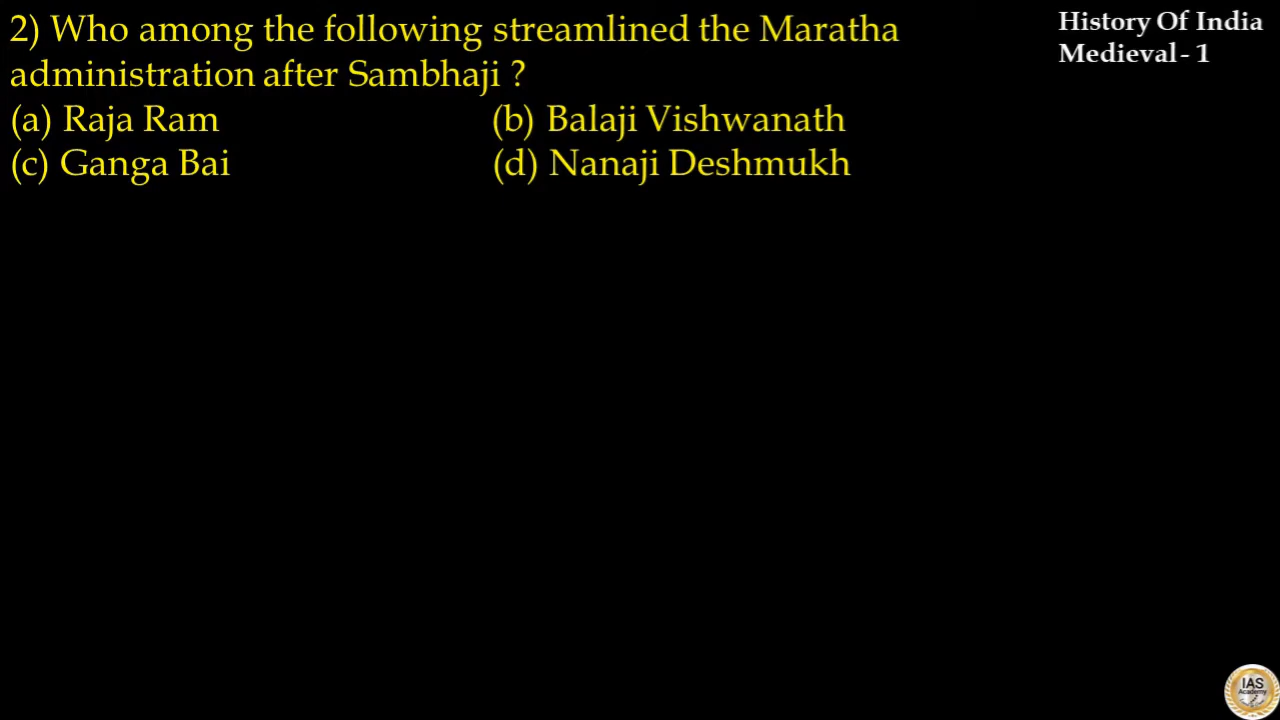 2) Who among the following streamlined the Maratha
administration after Sambhaji ?
(a) Raja Ram (b) Balaji Vishwanath
(c) Ganga Bai (d) Nanaji Deshmukh
History Of India
Medieval - 1
IAS
Academy